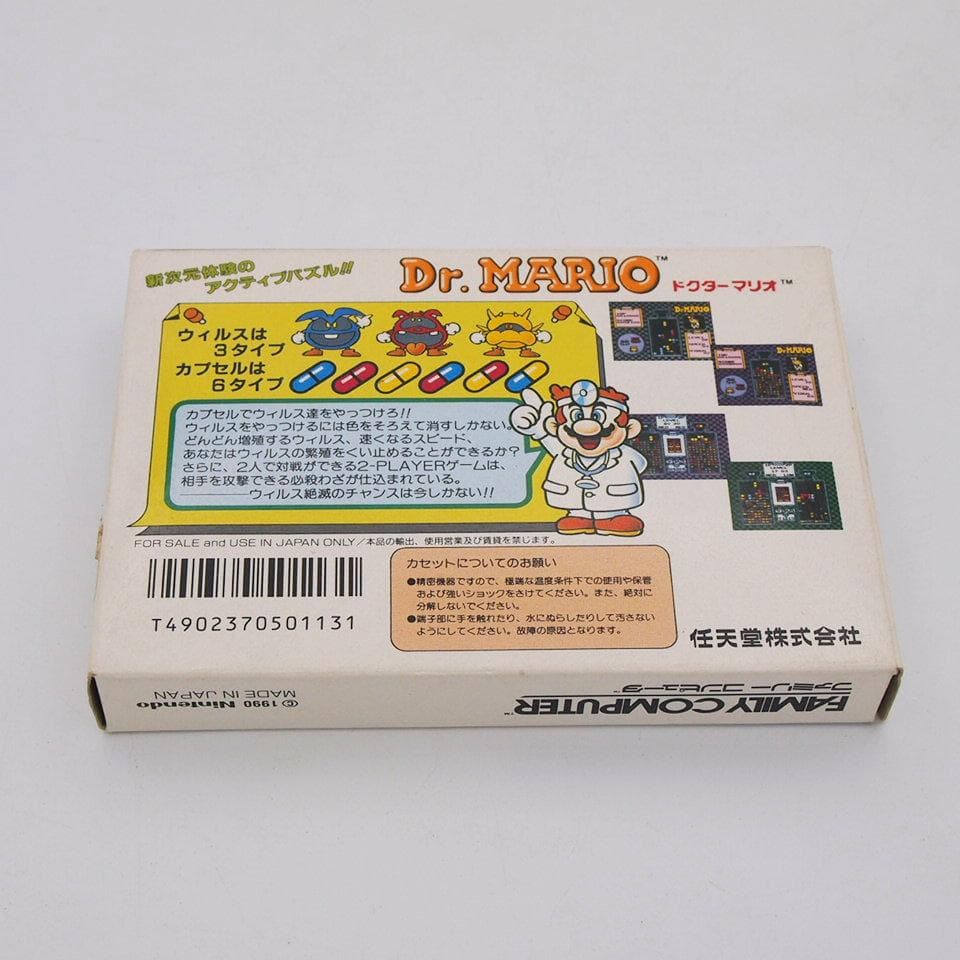 新次元体験の
アクティブパズル!!
Dr. MARIO™
ドクターマリオ™
ウィルスは
3タイプ
カプセルは
6タイプ
カプセルでウィルス達をやっつけろ!!
ウィルスをやっつけるには色をそろえて消すしかない。
どんどん増殖するウィルス、速くなるスピード、
あなたはウィルスの繁殖をくい止めることができるか?
さらに、2人で対戦ができる2-PLAYERゲームは、
相手を攻撃できる必殺わざが仕込まれている。
――ウィルス絶滅のチャンスは今しかない!!
Dr.MARIO
Dr.MARIO
LEVEL
LEVEL
FOR SALE and USE IN JAPAN ONLY/本品の輸出、使用営業及び賃貸を禁じます。
T4902370501131
カセットについてのお願い
●精密機器ですので、極端な温度条件下での使用や保管
および強いショックをさけてください。また、絶対に
分解しないでください。
●端子部に手を触れたり、水にぬらしたりして汚さない
ようにしてください。故障の原因となります。
任天堂株式会社
FAMILY COMPUTER™
ファミリーコンピュータ
© 1990 Nintendo
MADE IN JAPAN